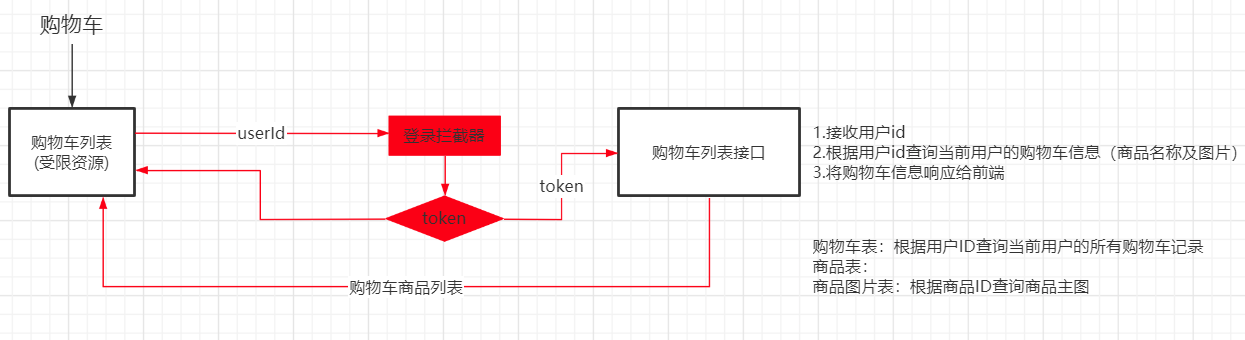 购物车
购物车列表
(受限资源)
userId
登录拦截器
token
token
购物车列表接口
购物车商品列表
1.接收用户id
2.根据用户id查询当前用户的购物车信息（商品名称及图片）
3.将购物车信息响应给前端
购物车表：根据用户ID查询当前用户的所有购物车记录
商品表：
商品图片表：根据商品ID查询商品主图